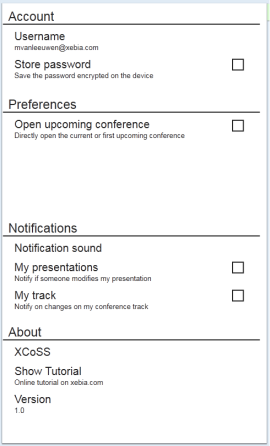 Account
Username
mvanleeuwen@xebia.com
Store password
Save the password encrypted on the device
Preferences
Open upcoming conference
Directly open the current or first upcoming conference
Notifications
Notification sound
My presentations
Notify if someone modifies my presentation
My track
Notify on changes on my conference track
About
XCoSS
Show Tutorial
Online tutorial on xebia.com
Version
1.0